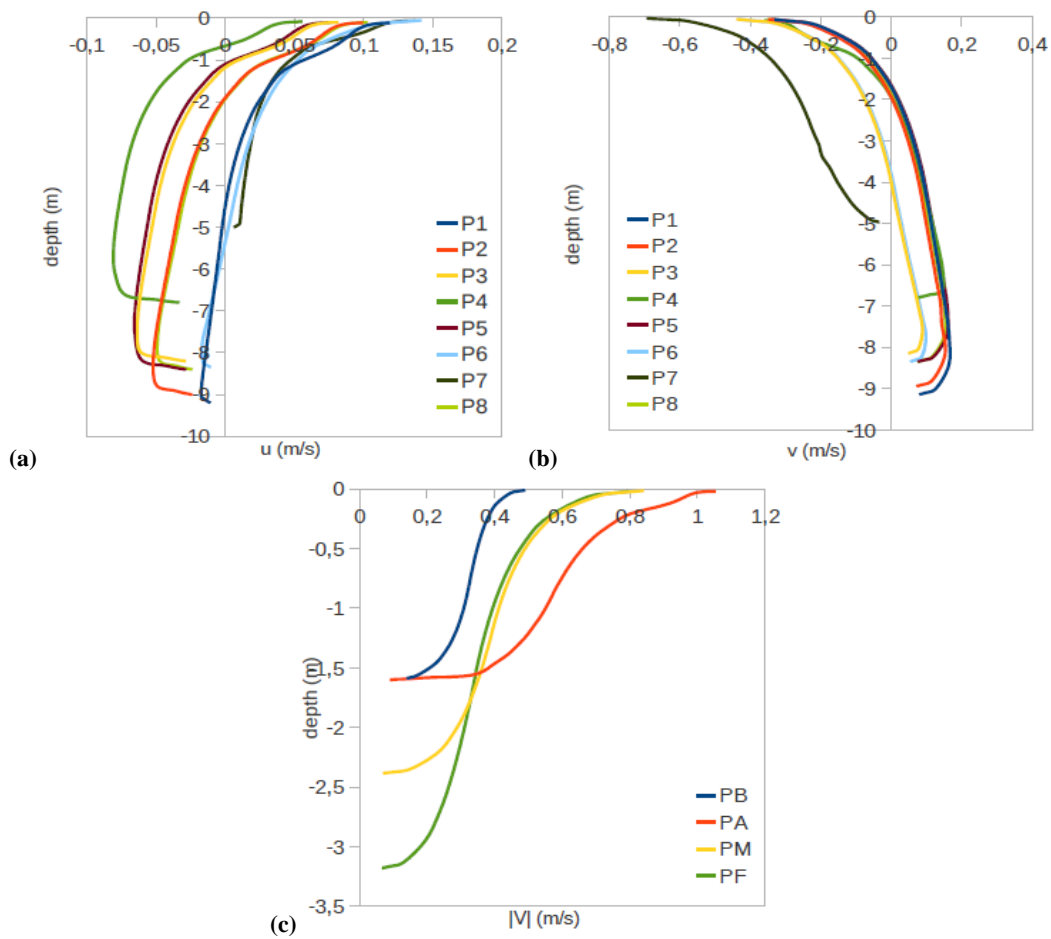 -0,1 -0,05 0 0,05 0,1 0,15 0,2
0
-1
-2
-3
-4
-5
-6
-7
-8
-9
-10
depth (m)
P1
P2
P3
P4
P5
P6
P7
P8
(a)
u (m/s)
-0,8 -0,6 -0,4 -0,2 0 0,2 0,4
0
-1
-2
-3
-4
-5
-6
-7
-8
-9
-10
depth (m)
P1
P2
P3
P4
P5
P6
P7
P8
(b)
v (m/s)
0
0 0,2 0,4 0,6 0,8 1 1,2
-0,5
-1
-1,5
-2
-2,5
-3
-3,5
depth (m)
PB
PA
PM
PF
(c)
|V| (m/s)